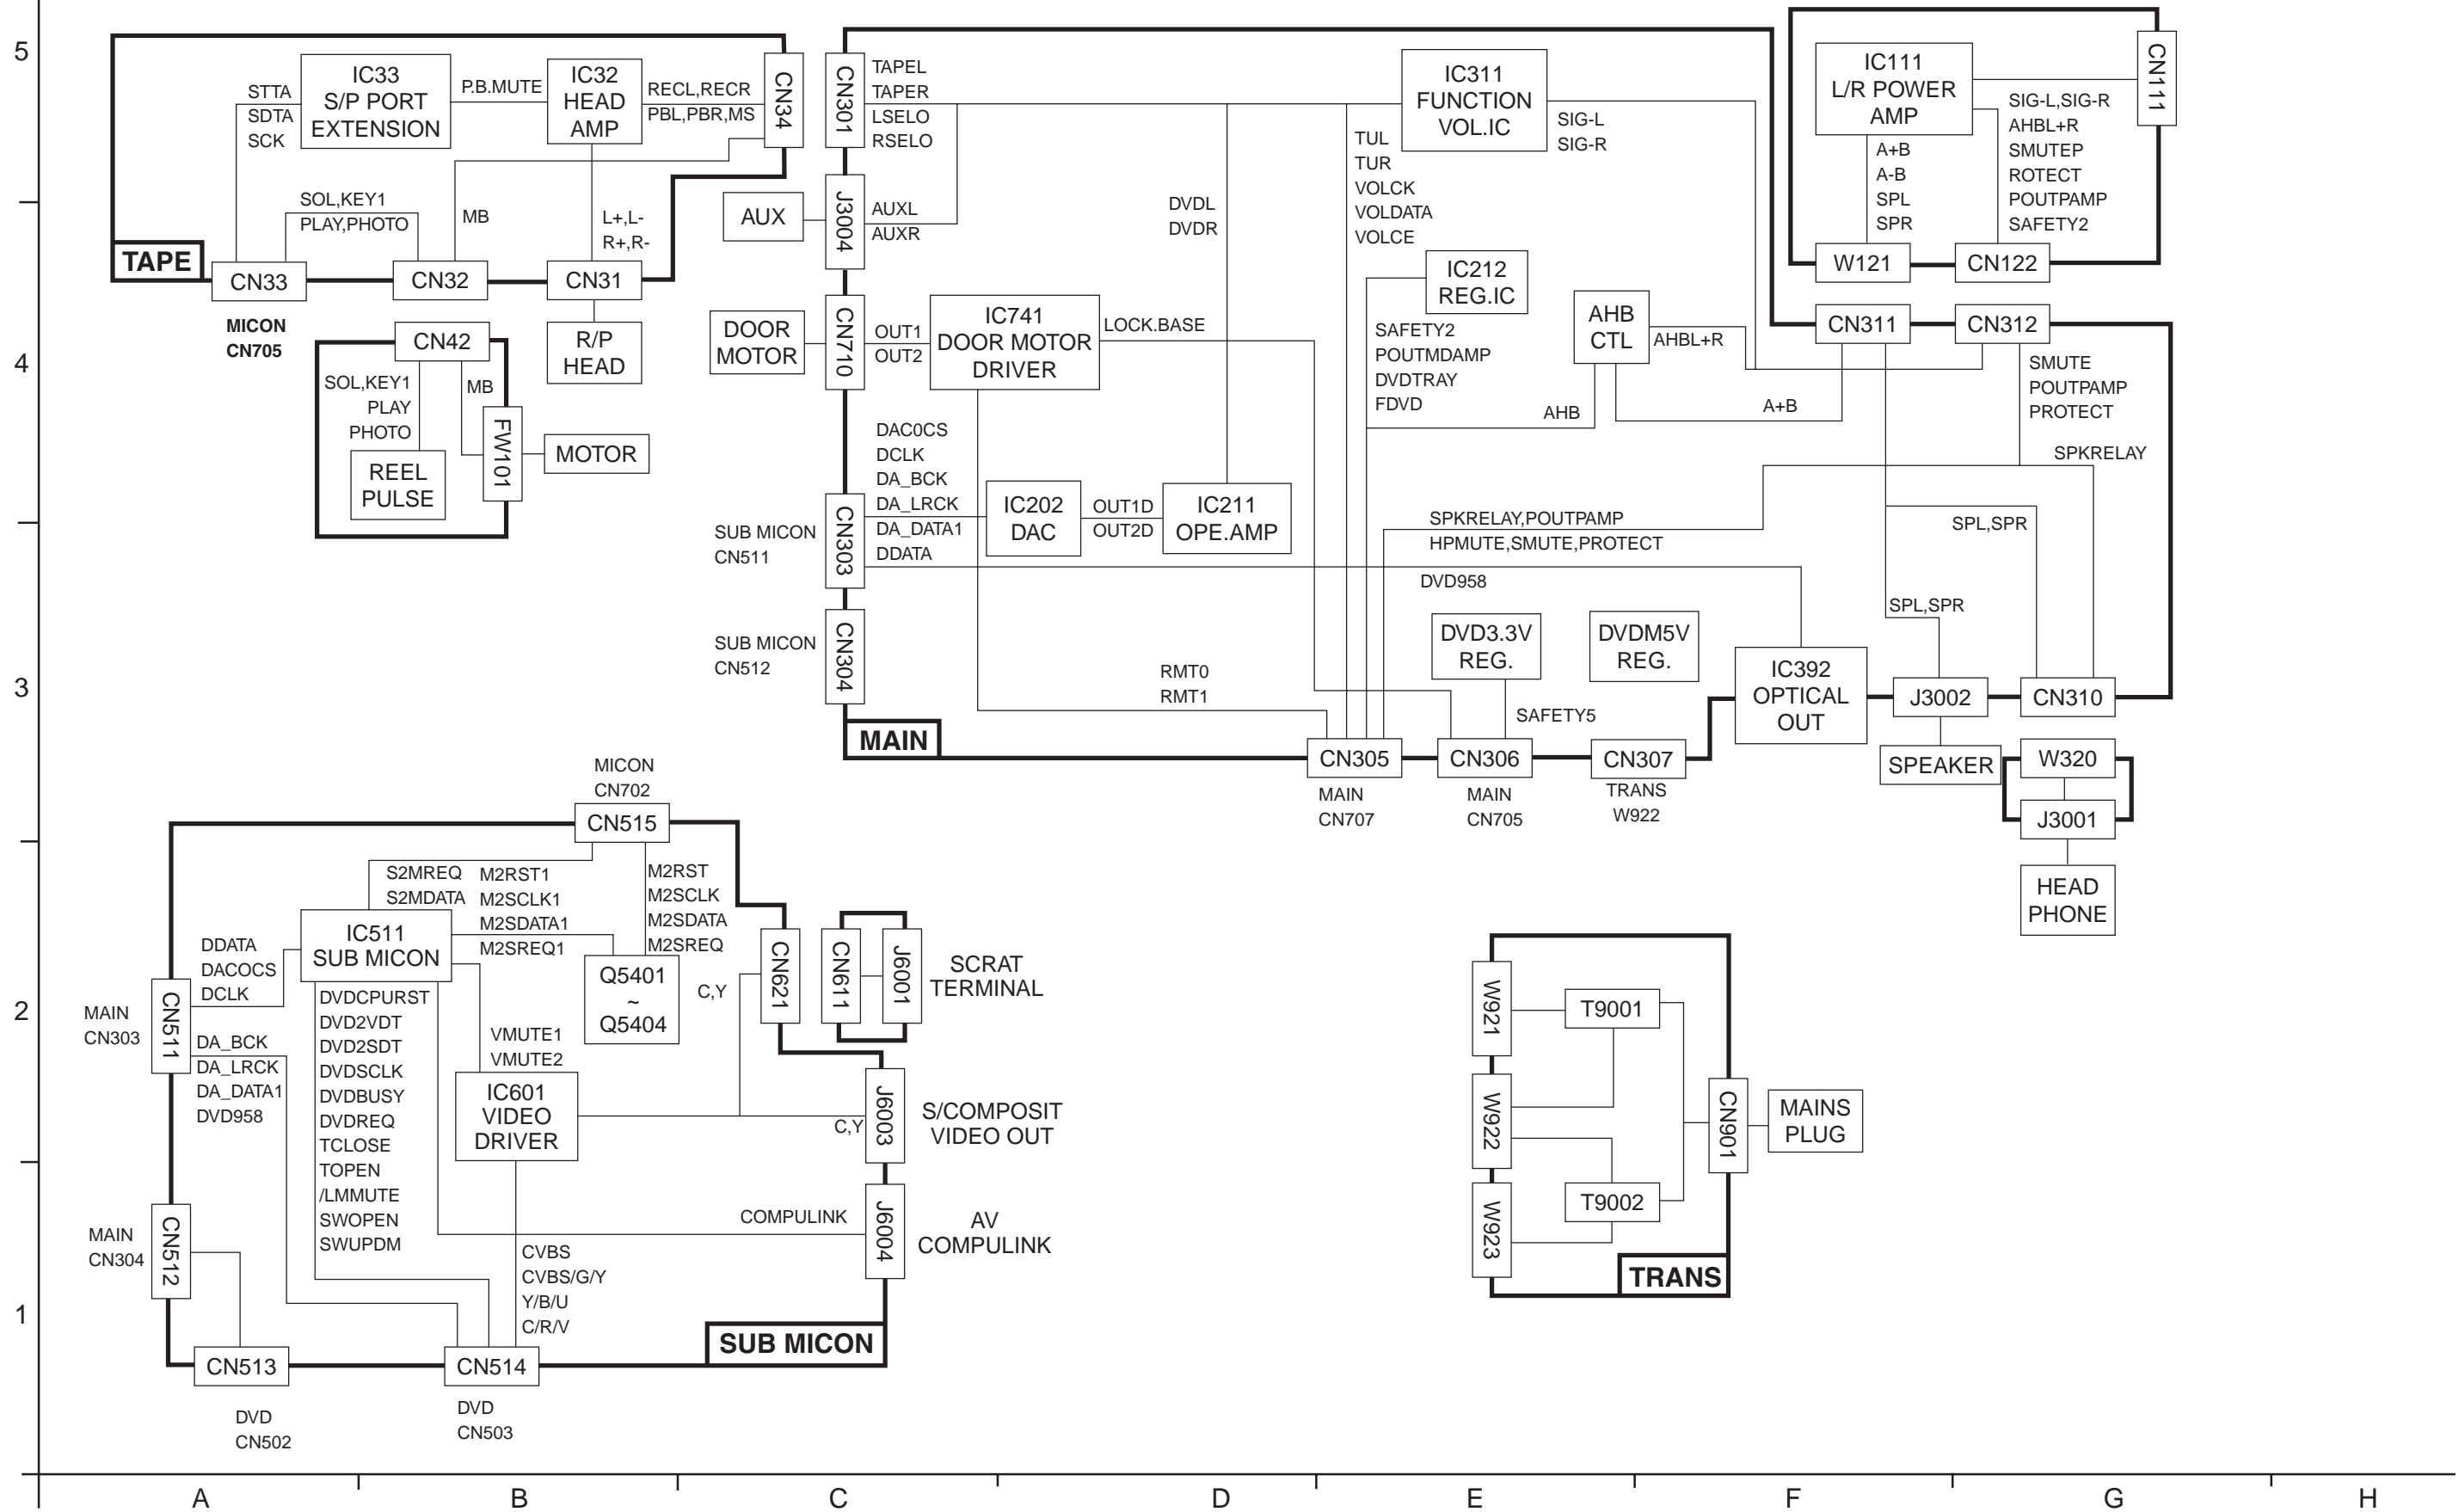 5
4
3
2
1
A
B
C
D
E
F
G
H
TAPE
IC33
S/P PORT
EXTENSION
STTA
SDTA
SCK
P.B.MUTE
IC32
HEAD
AMP
RECL,RECR
PBL,PBR,MS
CN34
SOL,KEY1
PLAY,PHOTO
MB
L+,L-
R+,R-
CN33
CN32
CN31
MICON
CN705
R/P
HEAD
CN42
SOL,KEY1
PLAY
PHOTO
MB
REEL
PULSE
FW101
MOTOR
CN301
TAPEL
TAPER
LSELO
RSELO
AUX
J3004
AUXL
AUXR
DOOR
MOTOR
CN710
OUT1
OUT2
IC741
DOOR MOTOR
DRIVER
LOCK.BASE
DVDL
DVDR
IC311
FUNCTION
VOL.IC
SIG-L
SIG-R
TUL
TUR
VOLCK
VOLDATA
VOLCE
IC212
REG.IC
SAFETY2
POUTMDAMP
DVDTRAY
FDVD
AHB
CTL
AHBL+R
AHB
A+B
DAC0CS
DCLK
DA_BCK
DA_LRCK
DA_DATA1
DDATA
SUB MICON
CN511
CN303
IC202
DAC
OUT1D
OUT2D
IC211
OPE.AMP
SPKRELAY,POUTPAMP
HPMUTE,SMUTE,PROTECT
DVD958
SUB MICON
CN512
CN304
RMT0
RMT1
DVD3.3V
REG.
DVDM5V
REG.
SAFETY5
MAIN
CN305
CN306
CN307
MAIN
CN707
MAIN
CN705
TRANS
W922
IC392
OPTICAL
OUT
SPL,SPR
SPL,SPR
J3002
CN310
SPEAKER
W320
J3001
HEAD
PHONE
IC111
L/R POWER
AMP
CN111
A+B
A-B
SPL
SPR
SIG-L,SIG-R
AHBL+R
SMUTEP
ROTECT
POUTPAMP
SAFETY2
W121
CN122
CN311
CN312
SMUTE
POUTPAMP
PROTECT
SPKRELAY
MICON
CN702
CN515
S2MREQ
S2MDATA
M2RST1
M2SCLK1
M2SDATA1
M2SREQ1
M2RST
M2SCLK
M2SDATA
M2SREQ
IC511
SUB MICON
DDATA
DACOCS
DCLK
MAIN
CN303
CN511
DA_BCK
DA_LRCK
DA_DATA1
DVD958
DVDCPURST
DVD2VDT
DVD2SDT
DVDSCLK
DVDBUSY
DVDREQ
TCLOSE
TOPEN
/LMMUTE
SWOPEN
SWUPDM
Q5401
~
Q5404
VMUTE1
VMUTE2
IC601
VIDEO
DRIVER
C,Y
CN621
CN611
J6001
SCRAT
TERMINAL
C,Y
J6003
S/COMPOSIT
VIDEO OUT
COMPULINK
J6004
AV
COMPULINK
MAIN
CN304
CN512
CVBS
CVBS/G/Y
Y/B/U
C/R/V
SUB MICON
CN513
CN514
DVD
CN502
DVD
CN503
W921
W922
W923
T9001
T9002
CN901
MAINS
PLUG
TRANS